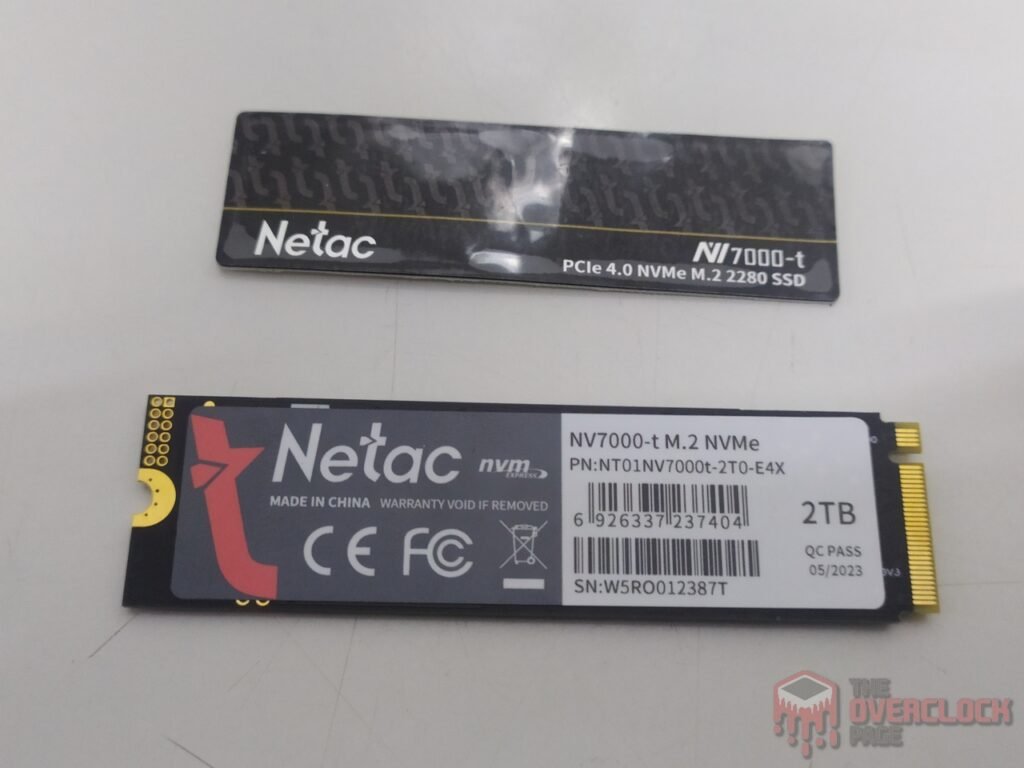 Netac
NV7000-t
PCIe 4.0 NVMe M.2 2280 SSD
Netac
nvm
EXPRESS
MADE IN CHINA WARRANTY VOID IF REMOVED
CE FC
NV7000-t M.2 NVMe
PN:NT01NV7000t-2T0-E4X
6 926337 237404
2TB
QC PASS
05/2023
SN:W5RO012387T
THE
OVERCLOCK
PAGE